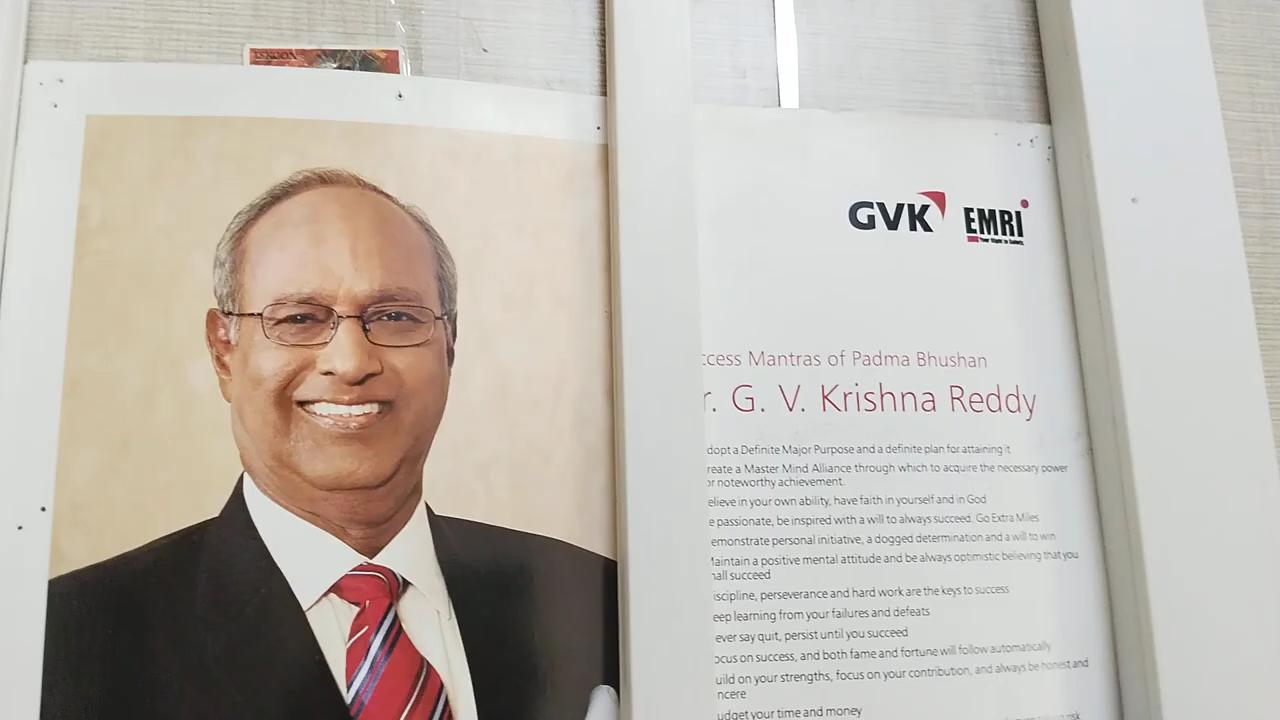 ISKCON
GVK EMRI
Your Right to Safety
ccess Mantras of Padma Bhushan
r. G. V. Krishna Reddy
dopt a Definite Major Purpose and a definite plan for attaining it
reate a Master Mind Alliance through which to acquire the necessary power
or noteworthy achievement.
elieve in your own ability, have faith in yourself and in God
e passionate, be inspired with a will to always succeed. Go Extra Miles
emonstrate personal initiative, a dogged determination and a will to win
aintain a positive mental attitude and be always optimistic believing that you
hall succeed
iscipline, perseverance and hard work are the keys to success
eep learning from your failures and defeats
ever say quit, persist until you succeed
ocus on success, and both fame and fortune will follow automatically
uild on your strengths, focus on your contribution, and always be honest and
ncere
udget your time and money